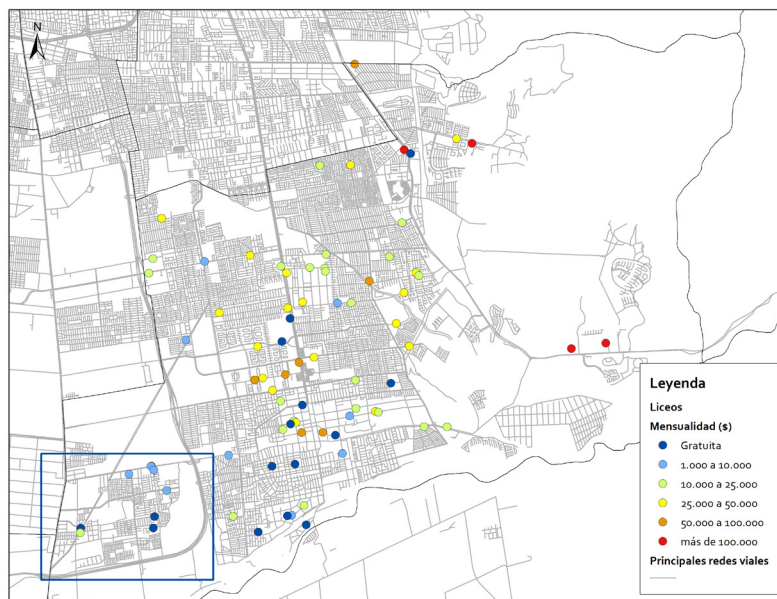 N
Leyenda
Liceos
Mensualidad ($)
Gratuita
1.000 a 10.000
10.000 a 25.000
25.000 a 50.000
50.000 a 100.000
más de 100.000
Principales redes viales